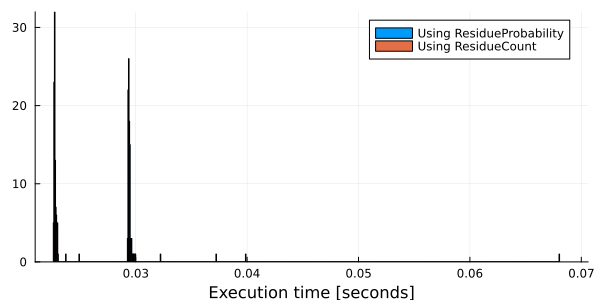 30
Using ResidueProbability
Using ResidueCount
20
10
0
0.03 0.04 0.05 0.06 0.07
Execution time [seconds]